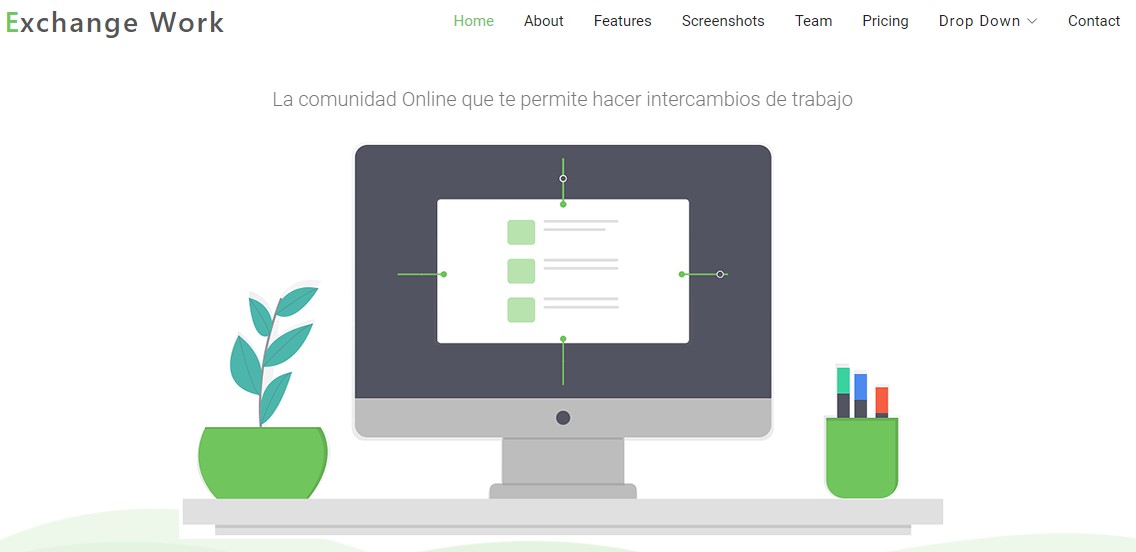 Exchange Work
Home About Features Screenshots Team Pricing Drop Down Contact
La comunidad Online que te permite hacer intercambios de trabajo